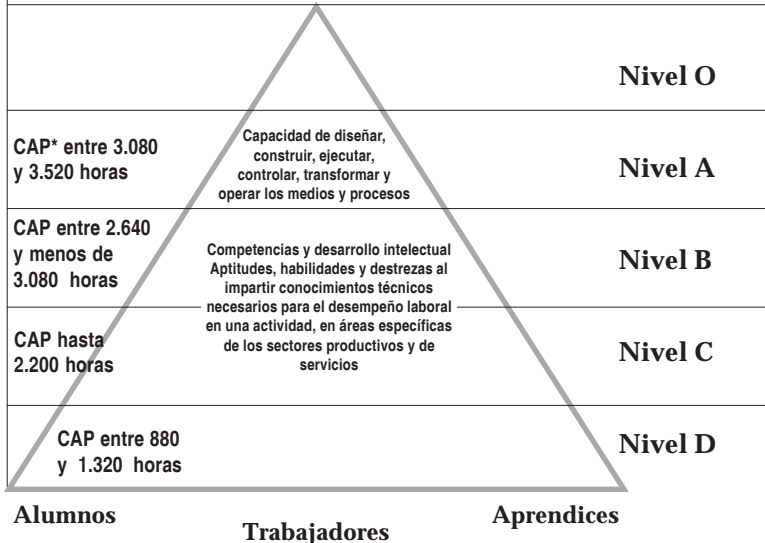 Nivel O
CAP* entre 3.080
y 3.520 horas
Capacidad de diseñar,
construir, ejecutar,
controlar, transformar y
operar los medios y procesos
Nivel A
CAP entre 2.640
y menos de
3.080 horas
Competencias y desarrollo intelectual
Aptitudes, habilidades y destrezas al
impartir conocimientos técnicos
necesarios para el desempeño laboral
en una actividad, en áreas específicas
de los sectores productivos y de
servicios
Nivel B
CAP hasta
2.200 horas
Nivel C
CAP entre 880
y 1.320 horas
Nivel D
Alumnos
Trabajadores
Aprendices